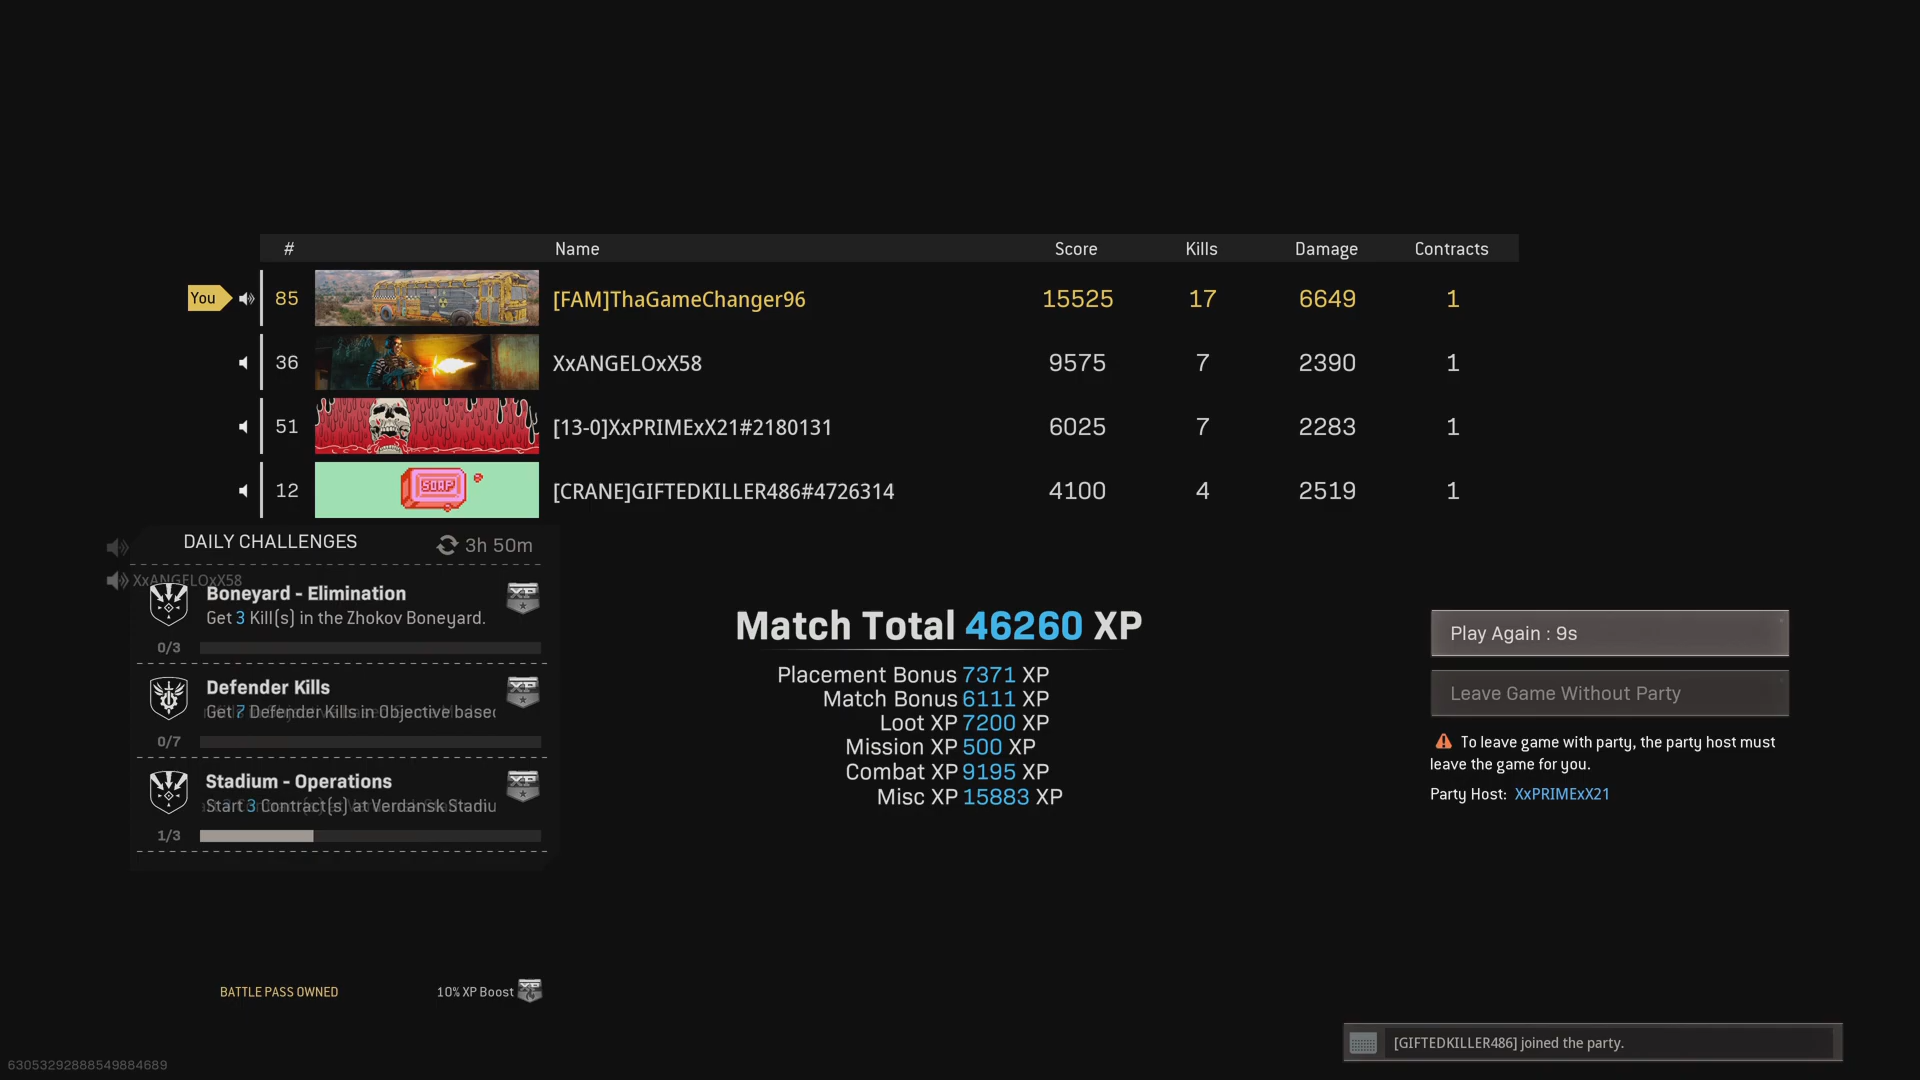 # Name Score Kills Damage Contracts
You 85 [FAM]ThaGameChanger96 15525 17 6649 1
36 XxANGELOxX58 9575 7 2390 1
51 [13-0]XxPRIMExX21#2180131 6025 7 2283 1
SOAP
12 [CRANE]GIFTEDKILLER486#4726314 4100 4 2519 1
DAILY CHALLENGES 3h 50m
XxANGELOxX58
Boneyard - Elimination XP
Get 3 Kill(s) in the Zhokov Boneyard.
0/3
Defender Kills XP
Get 7 Defender Kills in Objective based
0/7
Stadium - Operations XP
Start 3 Contract(s) at Verdansk Stadiu
1/3
Match Total 46260 XP
Placement Bonus 7371 XP
Match Bonus 6111 XP
Loot XP 7200 XP
Mission XP 500 XP
Combat XP 9195 XP
Misc XP 15883 XP
Play Again : 9s
Leave Game Without Party
To leave game with party, the party host must
leave the game for you.
Party Host: XxPRIMExX21
BATTLE PASS OWNED 10% XP Boost XP
[GIFTEDKILLER486] joined the party.
63053292888549884689